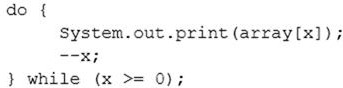 do {
System.out.print(array[x]);
--x;
} while (x >= 0);